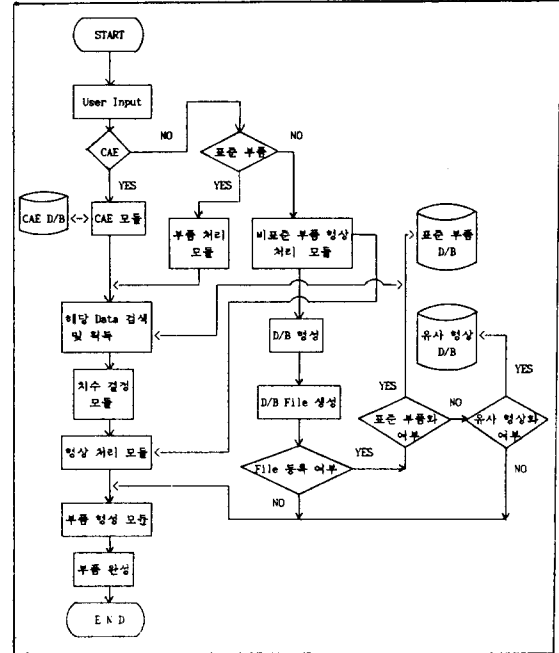 START
User Input
CAE
NO
YES
표준 부품
NO
YES
CAE D/B
CAE 모듈
부품 처리
모듈
비표준 부품 형상
처리 모듈
표준 부품
D/B
해당 Data 검색
및 획득
D/B 형성
유사 형상
D/B
YES
YES
치수 결정
모듈
D/B File 생성
표준 부품화
여부
NO
유사 형상화
여부
형상 처리 모듈
File 등록 여부
YES
NO
NO
부품 형성 모듈
부품 완성
E N D